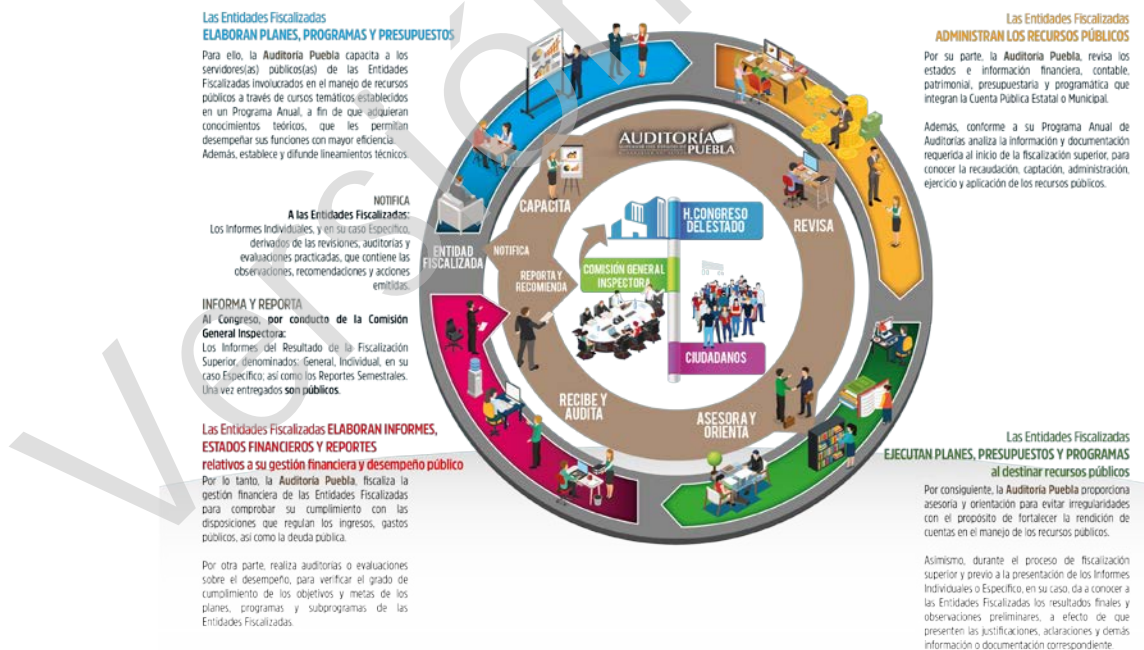 Las Entidades Fiscalizadas
ELABORAN PLANES, PROGRAMAS Y PRESUPUESTOS
Para ello, la Auditoría Puebla capacita a los
servidores(as) públicos(as) de las Entidades
Fiscalizadas involucrados en el manejo de recursos
públicos a través de cursos temáticos establecidos
en un Programa Anual, a fin de que adquieran
conocimientos teóricos, que les permitan
desempeñar sus funciones con mayor eficiencia.
Además, establece y difunde lineamientos técnicos.
NOTIFICA
A las Entidades Fiscalizadas:
Los Informes Individuales, y en su caso Específico,
derivados de las revisiones, auditorías y
evaluaciones practicadas, que contiene las
observaciones, recomendaciones y acciones
emitidas.
INFORMA Y REPORTA
Al Congreso, por conducto de la Comisión
General Inspectora:
Los Informes del Resultado de la Fiscalización
Superior, denominados: General, Individual, en su
caso Específico; así como los Reportes Semestrales.
Una vez entregados son públicos.
Las Entidades Fiscalizadas ELABORAN INFORMES,
ESTADOS FINANCIEROS Y REPORTES
relativos a su gestión financiera y desempeño público
Por lo tanto, la Auditoría Puebla, fiscaliza la
gestión financiera de las Entidades Fiscalizadas
para comprobar su cumplimiento con las
disposiciones que regulan los ingresos, gastos
públicos, así como la deuda pública.
Por otra parte, realiza auditorías o evaluaciones
sobre el desempeño, para verificar el grado de
cumplimiento de los objetivos y metas de los
planes, programas y subprogramas de las
Entidades Fiscalizadas.
AUDITORÍA
PUEBLA
CAPACITA
REVISA
ENTIDAD
FISCALIZADA
NOTIFICA
REPORTA Y
RECOMIENDA
H. CONGRESO
DEL ESTADO
COMISIÓN GENERAL
INSPECTORA
CIUDADANOS
RECIBE Y
AUDITA
ASESORA Y
ORIENTA
Las Entidades Fiscalizadas
ADMINISTRAN LOS RECURSOS PÚBLICOS
Por su parte, la Auditoría Puebla, revisa los
estados e información financiera, contable,
patrimonial, presupuestaria y programática que
integran la Cuenta Pública Estatal o Municipal.
Además, conforme a su Programa Anual de
Auditorías analiza la información y documentación
requerida al inicio de la fiscalización superior, para
conocer la recaudación, captación, administración,
ejercicio y aplicación de los recursos públicos.
Las Entidades Fiscalizadas
EJECUTAN PLANES, PRESUPUESTOS Y PROGRAMAS
al destinar recursos públicos
Por consiguiente, la Auditoría Puebla proporciona
asesoría y orientación para evitar irregularidades
con el propósito de fortalecer la rendición de
cuentas en el manejo de los recursos públicos.
Asimismo, durante el proceso de fiscalización
superior y previo a la presentación de los Informes
Individuales o Específico, en su caso, da a conocer a
las Entidades Fiscalizadas los resultados finales y
observaciones preliminares, a efecto de que
presenten las justificaciones, aclaraciones y demás
información o documentación correspondiente.
Versión